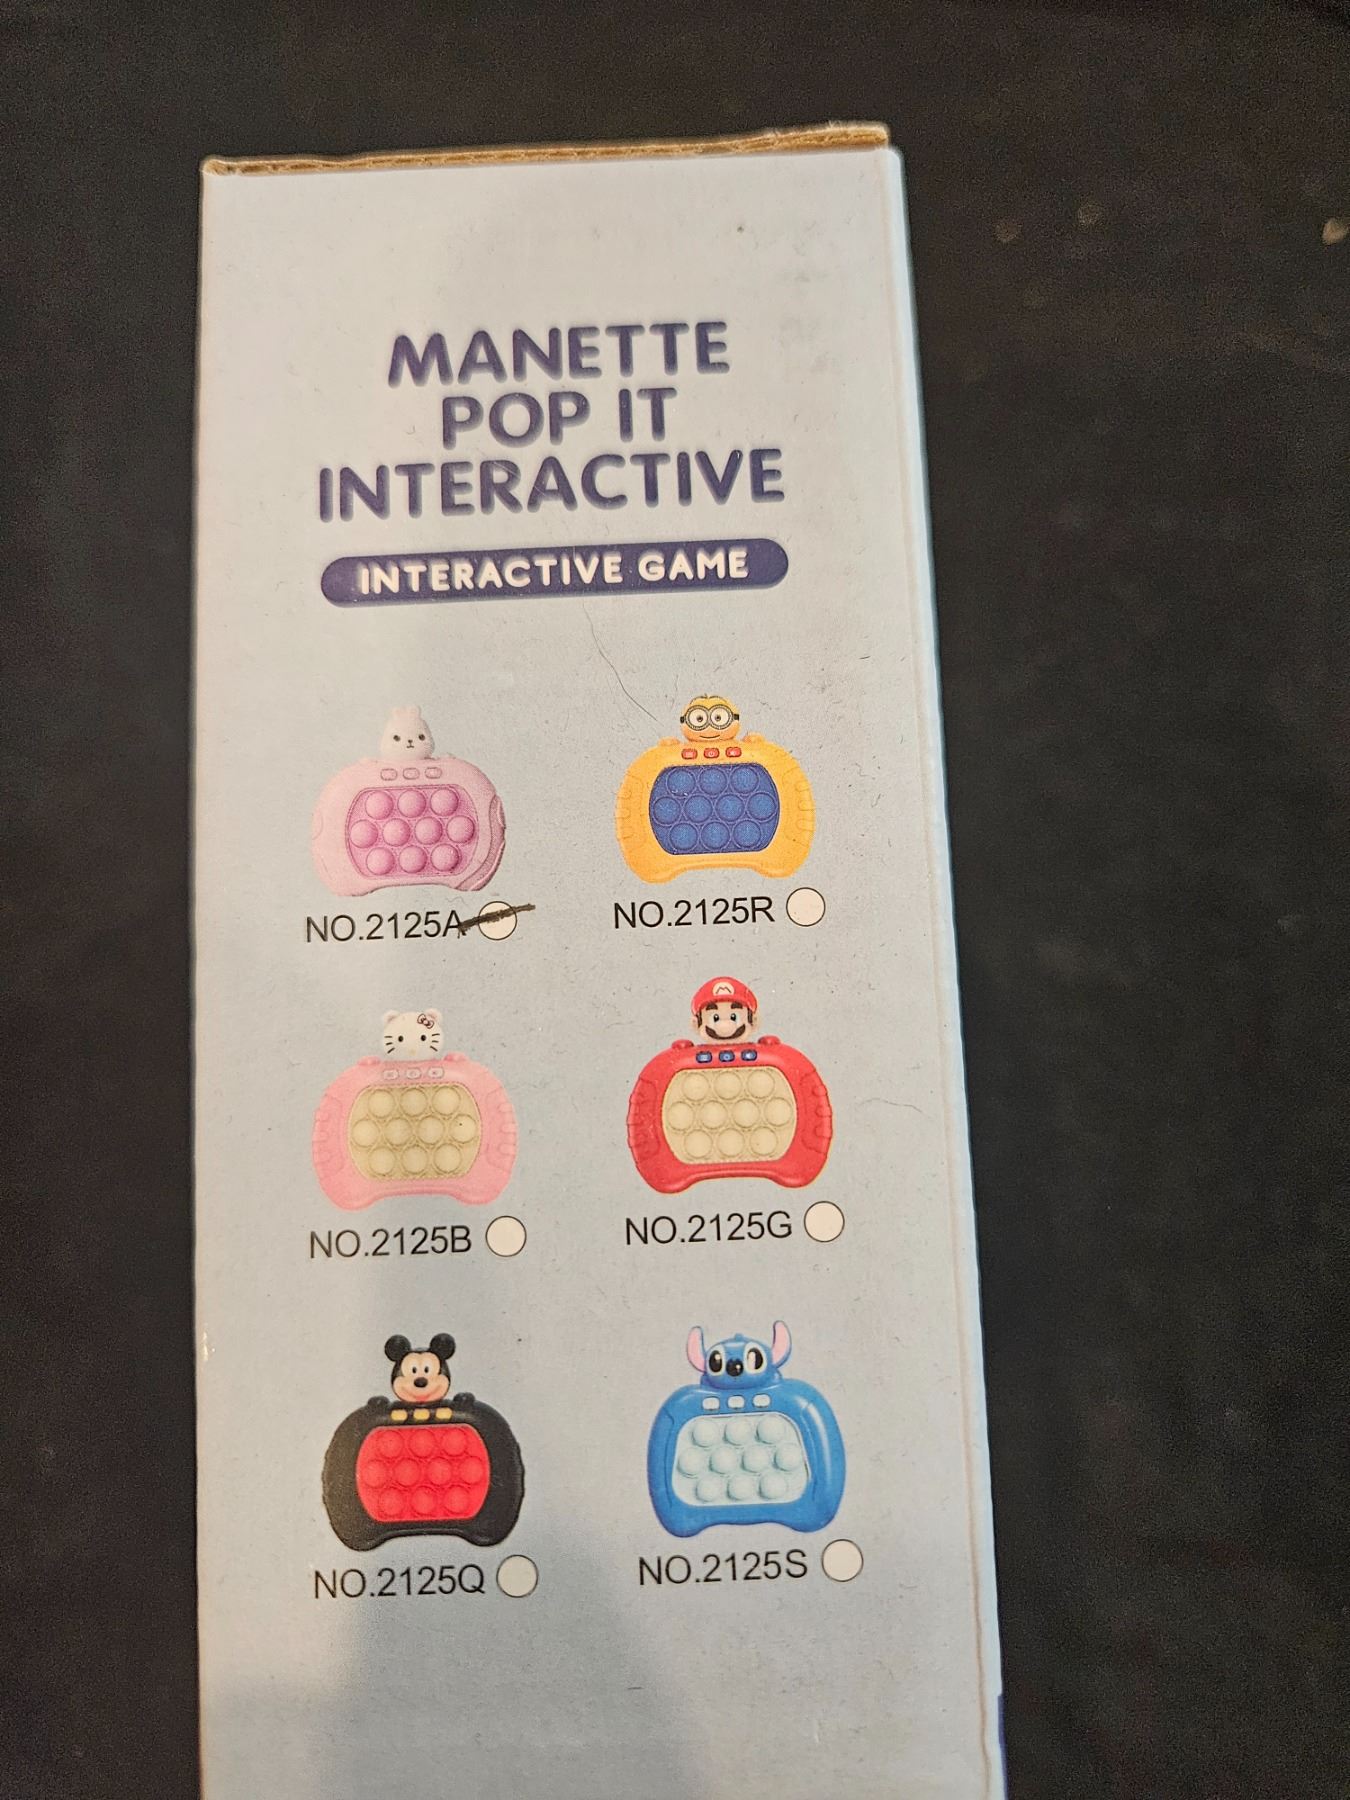 MANETTE
POP IT
INTERACTIVE
INTERACTIVE GAME
NO.2125A
NO.2125R
M
NO.2125B
NO.2125G
NO.2125Q
NO.2125S